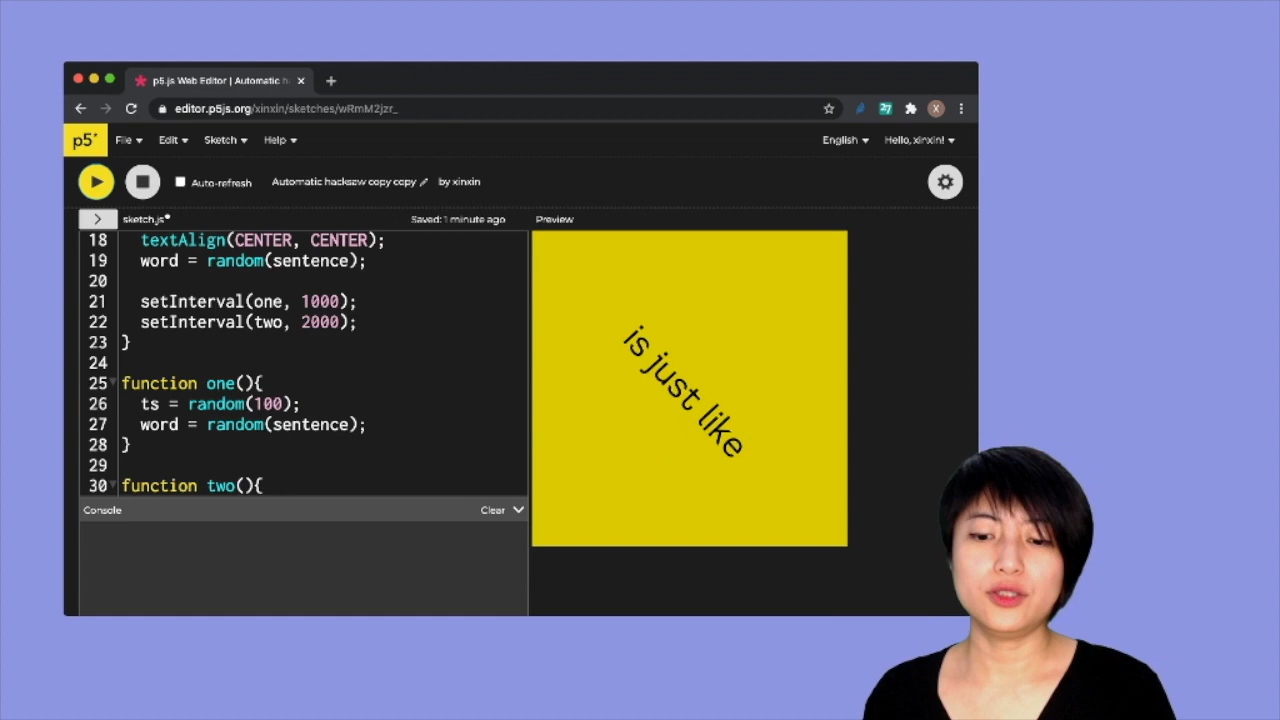 p5.js Web Editor | Automatic h
editor.p5js.org/xinxin/sketches/wRmM2jzr_
27
X
p5*
File
Edit
Sketch
Help
English
Hello, xinxin!
Auto-refresh
Automatic hacksaw copy copy
by xinxin
sketch.js
Saved: 1 minute ago
Preview
18 textAlign(CENTER, CENTER);
19 word = random(sentence);
20
21 setInterval(one, 1000);
22 setInterval(two, 2000);
23 }
24
25 function one(){
26 ts = random(100);
27 word = random(sentence);
28 }
29
30 function two(){
is just like
Console
Clear